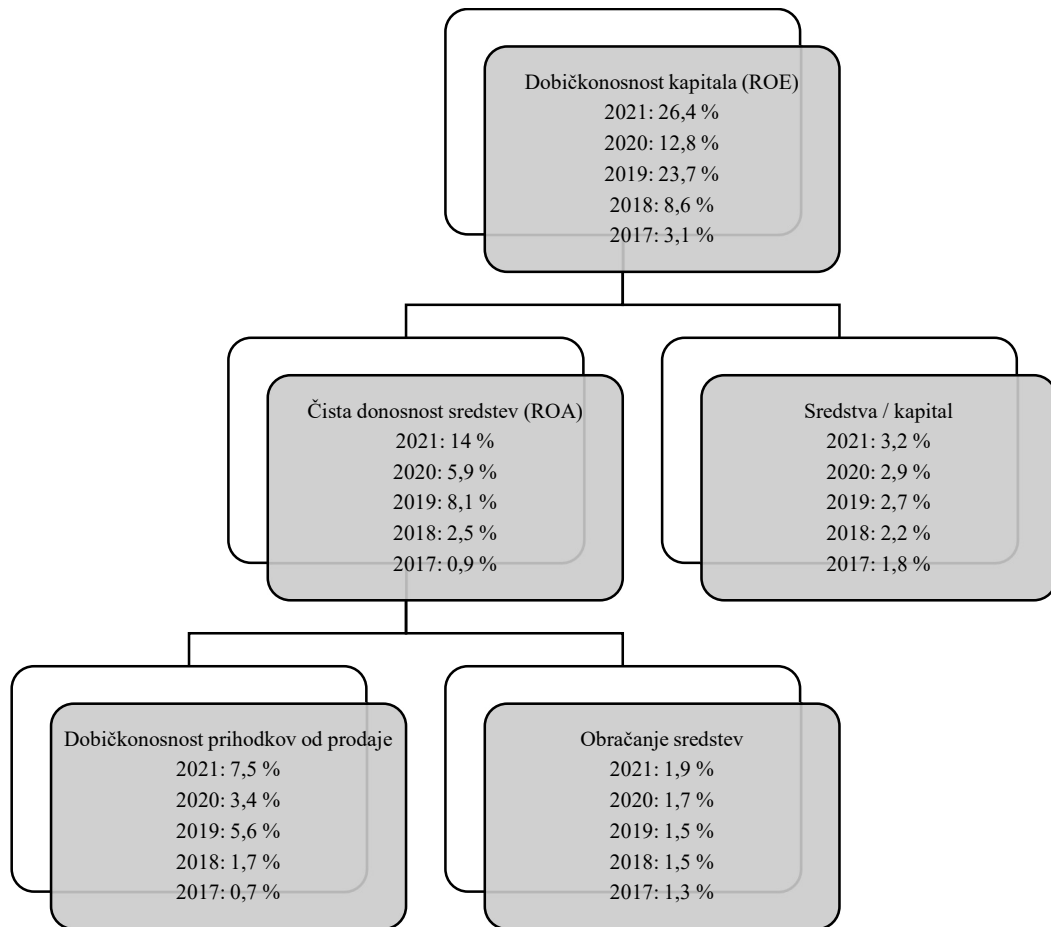 Dobičkonosnost kapitala (ROE)
2021: 26,4 %
2020: 12,8 %
2019: 23,7 %
2018: 8,6 %
2017: 3,1 %
Čista donosnost sredstev (ROA)
2021: 14 %
2020: 5,9 %
2019: 8,1 %
2018: 2,5 %
2017: 0,9 %
Sredstva / kapital
2021: 3,2 %
2020: 2,9 %
2019: 2,7 %
2018: 2,2 %
2017: 1,8 %
Dobičkonosnost prihodkov od prodaje
2021: 7,5 %
2020: 3,4 %
2019: 5,6 %
2018: 1,7 %
2017: 0,7 %
Obračanje sredstev
2021: 1,9 %
2020: 1,7 %
2019: 1,5 %
2018: 1,5 %
2017: 1,3 %